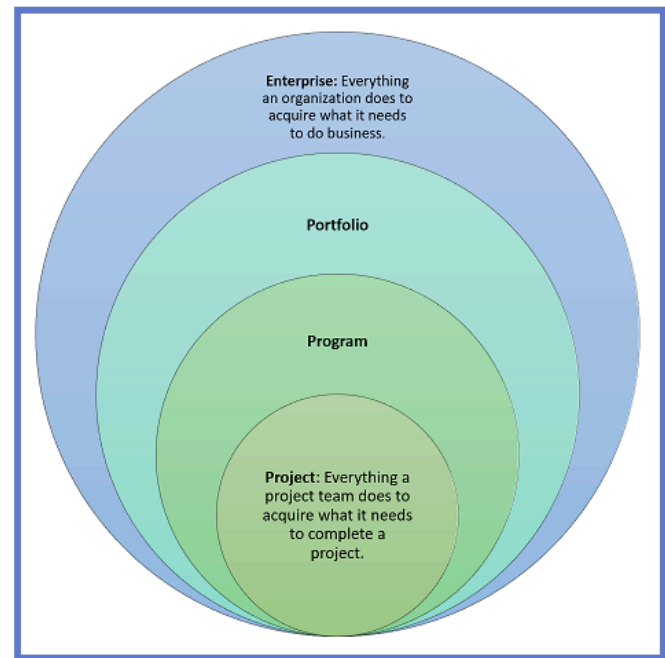 Enterprise: Everything
an organization does to
acquire what it needs
to do business.
Portfolio
Program
Project: Everything a
project team does to
acquire what it needs
to complete a
project.